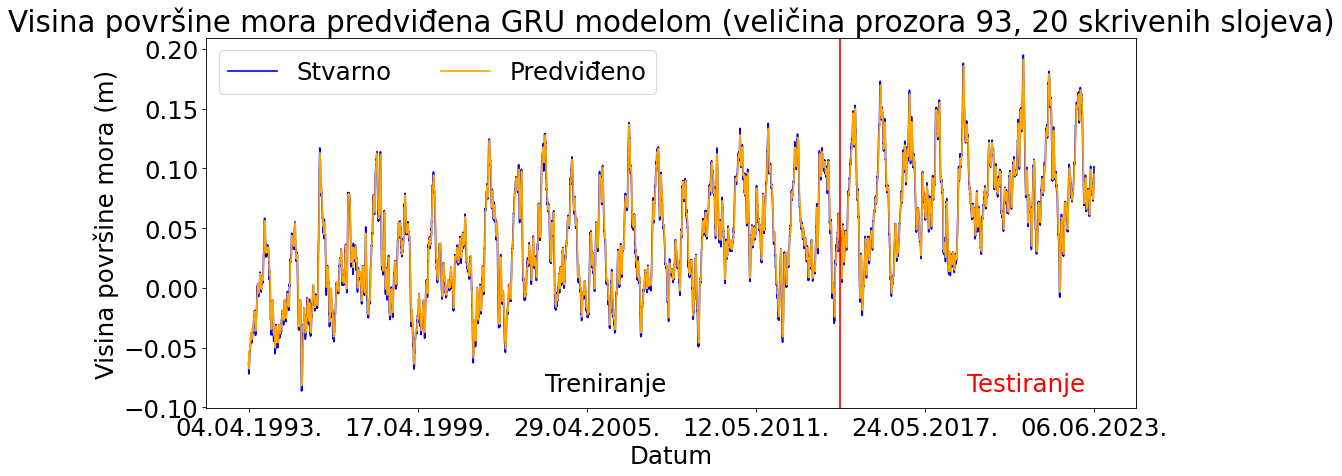 Visina površine mora predviđena GRU modelom (veličina prozora 93, 20 skrivenih slojeva)
Stvarno
Predviđeno
Visina površine mora (m)
0.20
0.15
0.10
0.05
0.00
−0.05
−0.10
Treniranje
Testiranje
04.04.1993.
17.04.1999.
29.04.2005.
12.05.2011.
24.05.2017.
06.06.2023.
Datum